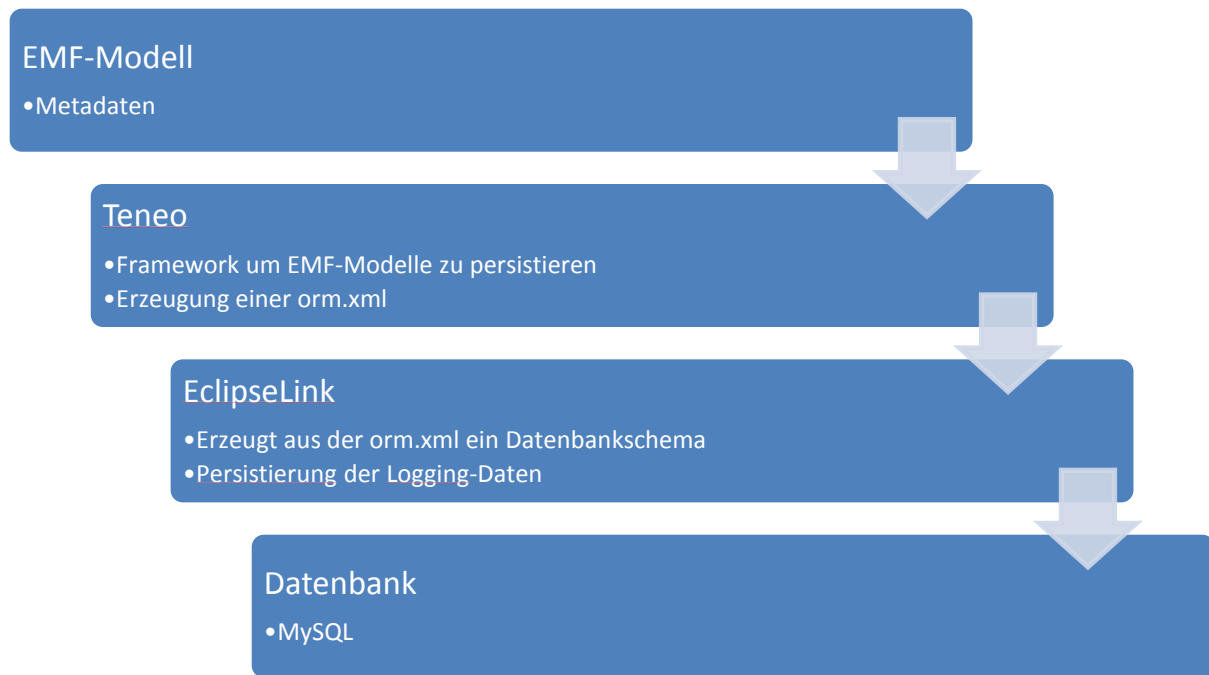 EMF-Modell
•Metadaten
Teneo
•Framework um EMF-Modelle zu persistieren
•Erzeugung einer orm.xml
EclipseLink
•Erzeugt aus der orm.xml ein Datenbankschema
•Persistierung der Logging-Daten
Datenbank
•MySQL